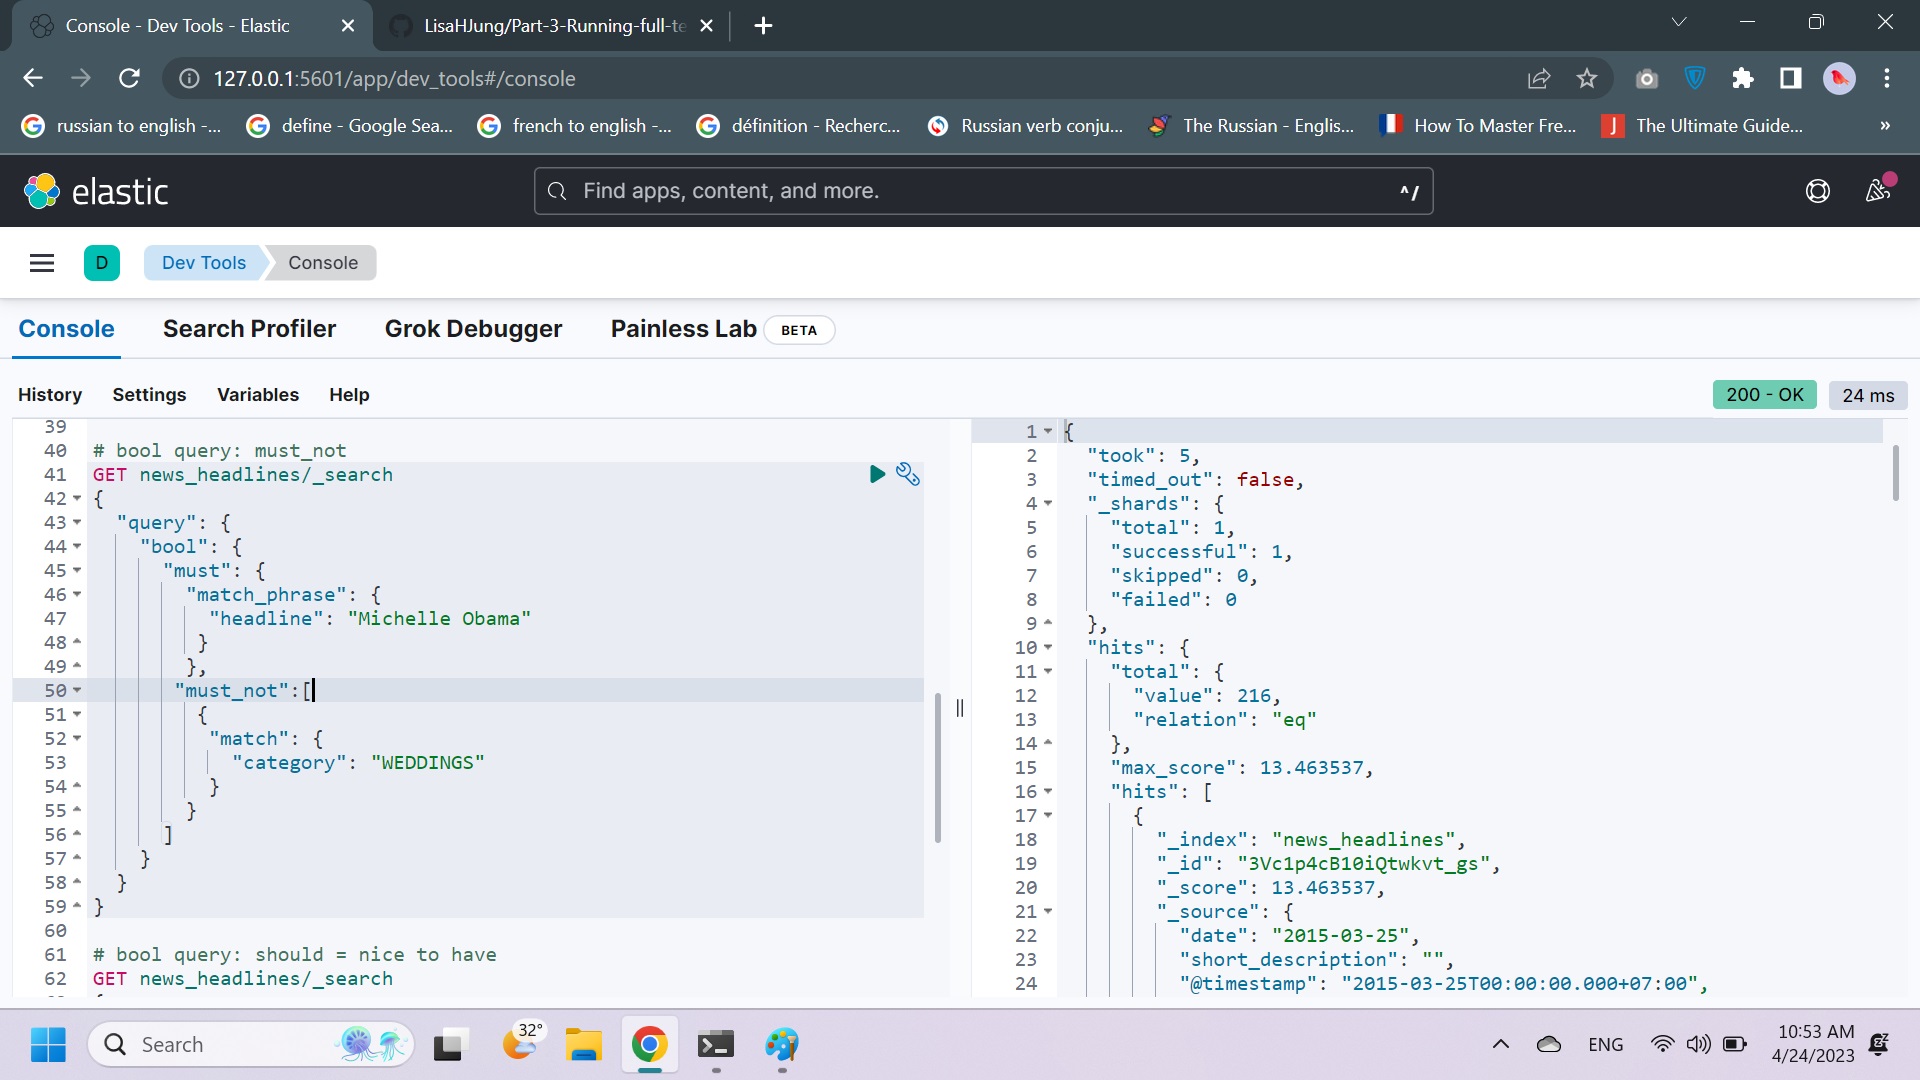 Console - Dev Tools - Elastic
LisaHJung/Part-3-Running-full-te
127.0.0.1:5601/app/dev_tools#/console
russian to english -...
define - Google Sea...
french to english -...
définition - Recherc...
Russian verb conju...
The Russian - Englis...
How To Master Fre...
J
The Ultimate Guide...
»
elastic
Find apps, content, and more.
^/
D
Dev Tools
Console
Console
Search Profiler
Grok Debugger
Painless Lab
BETA
History
Settings
Variables
Help
200 - OK
24 ms
39
40 # bool query: must_not
41 GET news_headlines/_search
42 {
43 "query": {
44 "bool": {
45 "must": {
46 "match_phrase": {
47 "headline": "Michelle Obama"
48 }
49 },
50 "must_not":[
51 {
52 "match": {
53 "category": "WEDDINGS"
54 }
55 }
56 ]
57 }
58 }
59 }
60
61 # bool query: should = nice to have
62 GET news_headlines/_search
1 {
2 "took": 5,
3 "timed_out": false,
4 "_shards": {
5 "total": 1,
6 "successful": 1,
7 "skipped": 0,
8 "failed": 0
9 },
10 "hits": {
11 "total": {
12 "value": 216,
13 "relation": "eq"
14 },
15 "max_score": 13.463537,
16 "hits": [
17 {
18 "_index": "news_headlines",
19 "_id": "3Vc1p4cB10iQtwkvt_gs",
20 "_score": 13.463537,
21 "_source": {
22 "date": "2015-03-25",
23 "short_description": "",
24 "@timestamp": "2015-03-25T00:00:00.000+07:00",
Search
32°
ENG
10:53 AM
4/24/2023